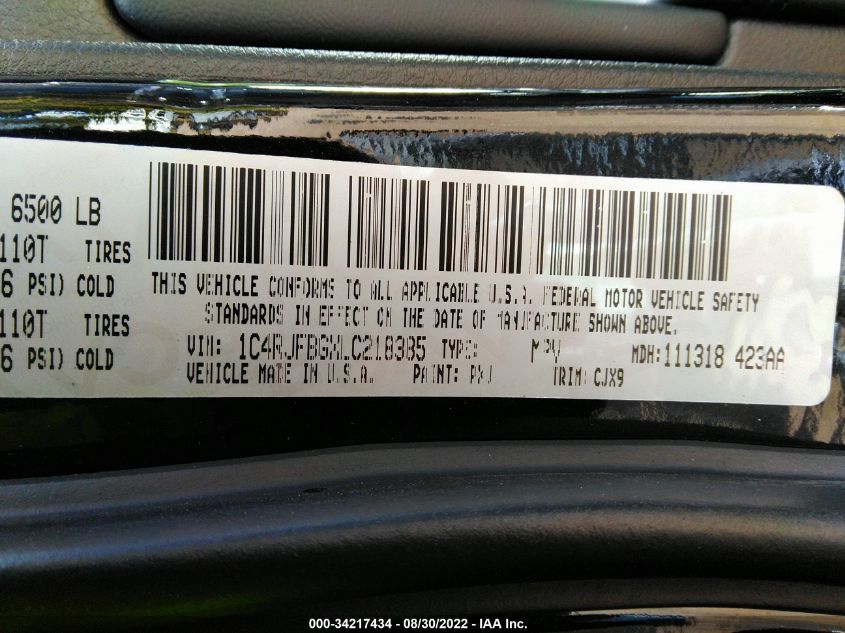 6500 LB
110T TIRES
6 PSI) COLD
110T TIRES
6 PSI) COLD
THIS VEHICLE CONFORMS TO ALL APPLICABLE U.S.A. FEDERAL MOTOR VEHICLE SAFETY
STANDARDS IN EFFECT ON THE DATE OF MANUFACTURE SHOWN ABOVE.
VIN: 1C4RJFBGXLC218385 TYPE: MPV MDH:111318 423AA
VEHICLE MADE IN U.S.A. PAINT: PXJ TRIM: CJX9
000-34217434 - 08/30/2022 - IAA Inc.